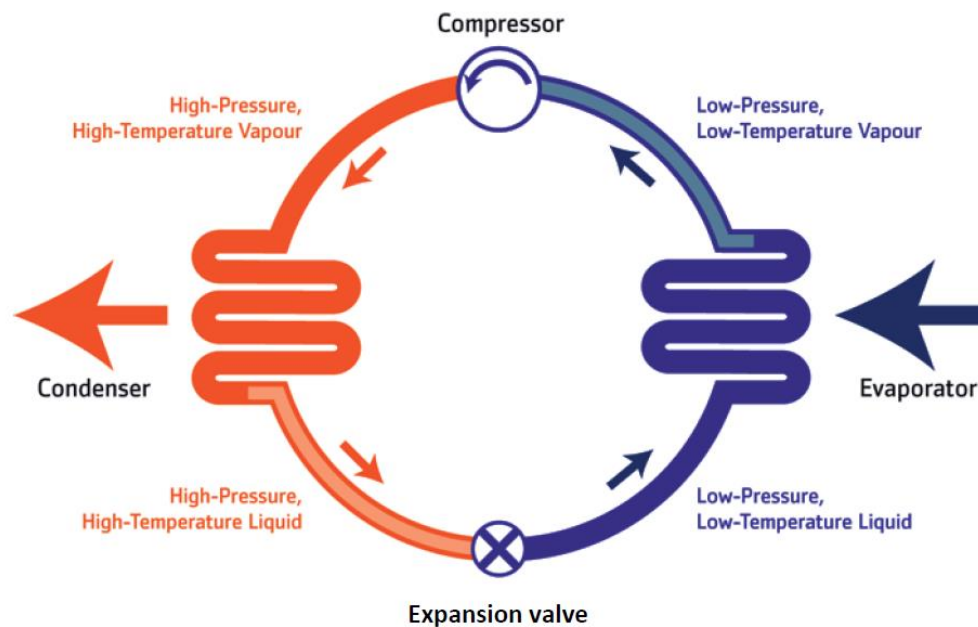 Compressor
High-Pressure,
High-Temperature Vapour
Low-Pressure,
Low-Temperature Vapour
Condenser
Evaporator
High-Pressure,
High-Temperature Liquid
Low-Pressure,
Low-Temperature Liquid
Expansion valve